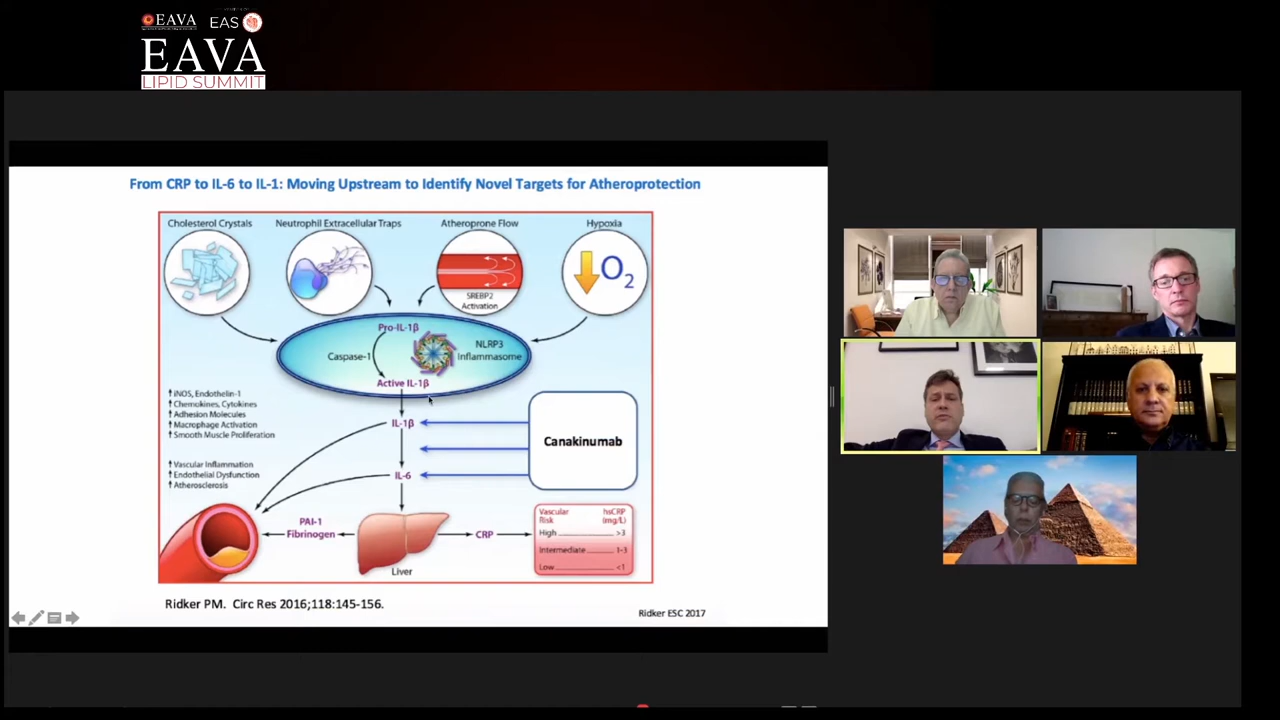 EAVA
EAS
EAVA
LIPID SUMMIT
From CRP to IL-6 to IL-1: Moving Upstream to Identify Novel Targets for Atheroprotection
Cholesterol Crystals
Neutrophil Extracellular Traps
Atheroprone Flow
Hypoxia
O2
SREBP2
Activation
Pro-IL-1β
Caspase-1
NLRP3
Inflammasome
Active IL-1β
↑ iNOS, Endothelin-1
↑ Chemokines, Cytokines
↑ Adhesion Molecules
↑ Macrophage Activation
↑ Smooth Muscle Proliferation
IL-1β
Canakinumab
↑ Vascular Inflammation
↑ Endothelial Dysfunction
↑ Atherosclerosis
IL-6
PAI-1
Fibrinogen
CRP
Vascular Risk hsCRP (mg/L)
High >3
Intermediate 1-3
Low <1
Liver
Ridker PM. Circ Res 2016;118:145-156.
Ridker ESC 2017